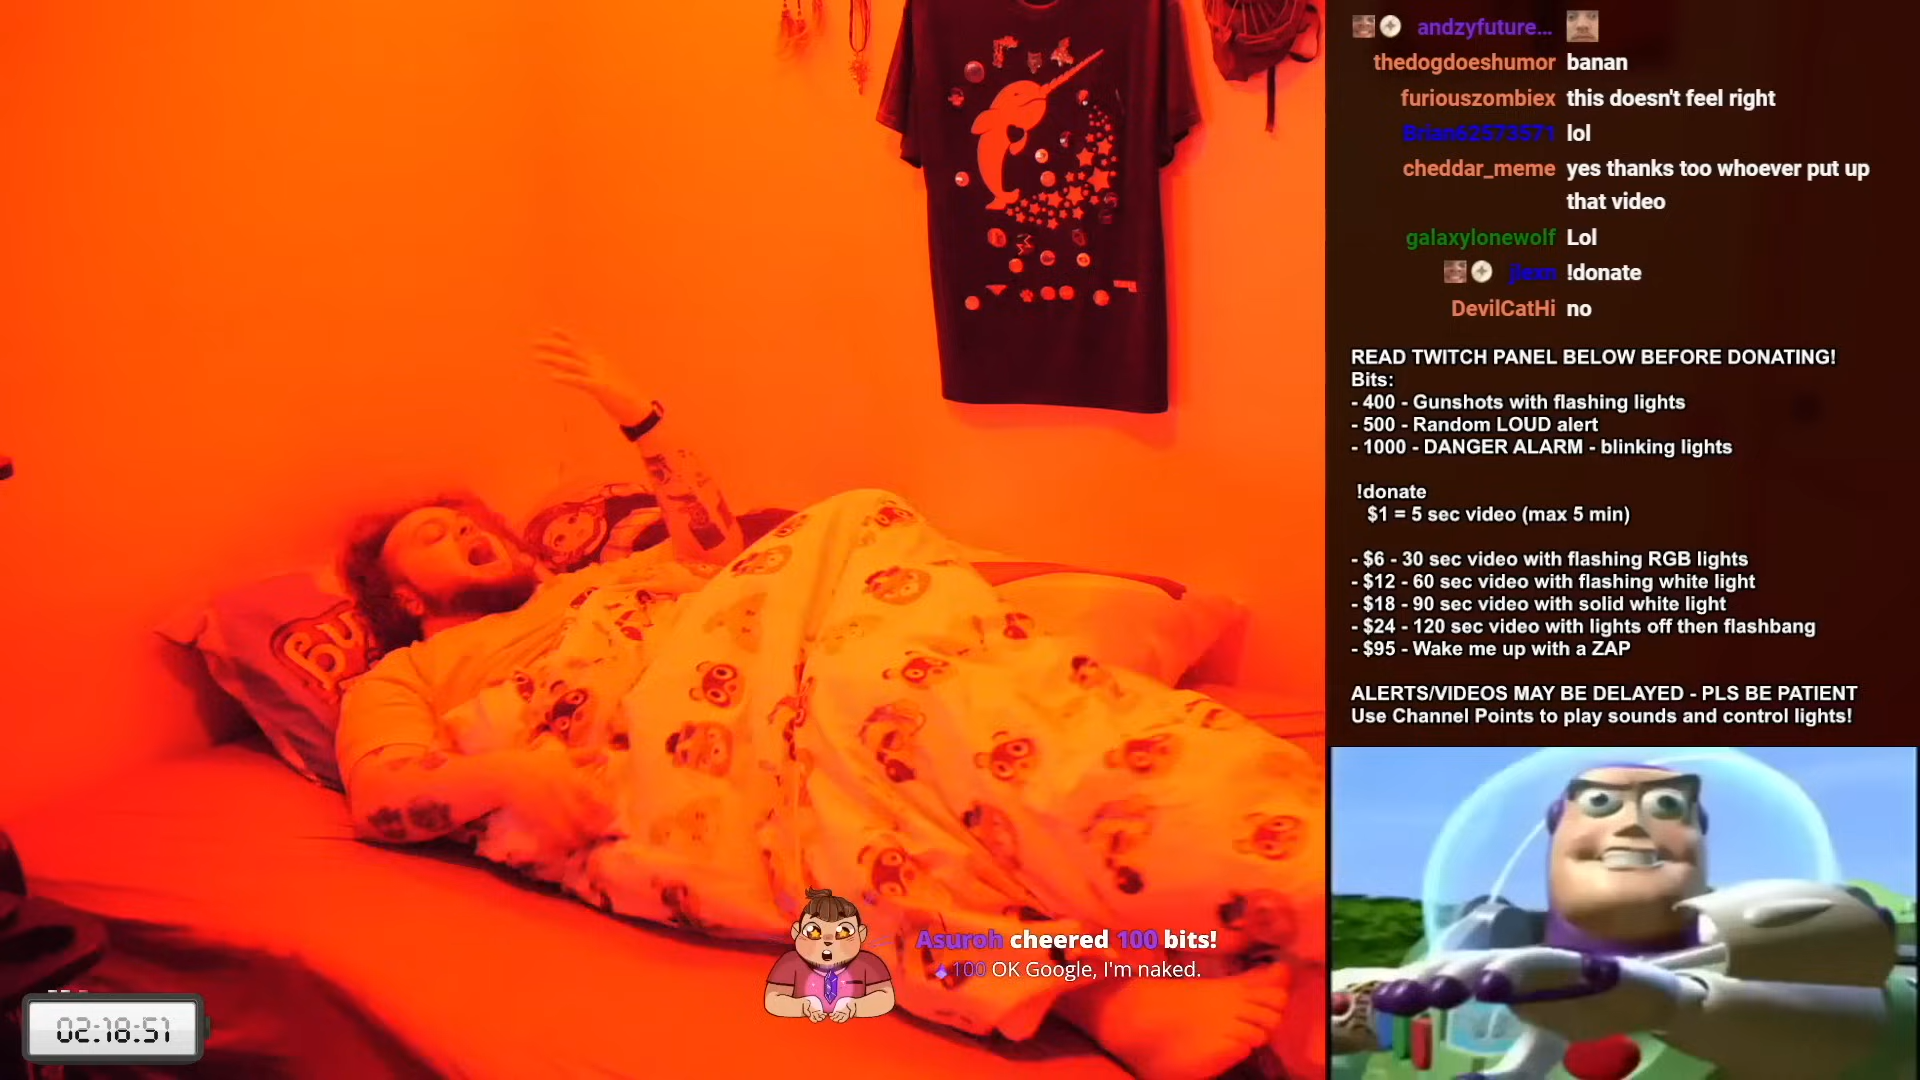 andzyfuture...
thedogdoeshumor banan
furiouszombiex this doesn't feel right
Brian62573571 lol
cheddar_meme yes thanks too whoever put up
that video
galaxylonewolf Lol
jlexn !donate
DevilCatHi no
READ TWITCH PANEL BELOW BEFORE DONATING!
Bits:
- 400 - Gunshots with flashing lights
- 500 - Random LOUD alert
- 1000 - DANGER ALARM - blinking lights
!donate
$1 = 5 sec video (max 5 min)
- $6 - 30 sec video with flashing RGB lights
- $12 - 60 sec video with flashing white light
- $18 - 90 sec video with solid white light
- $24 - 120 sec video with lights off then flashbang
- $95 - Wake me up with a ZAP
ALERTS/VIDEOS MAY BE DELAYED - PLS BE PATIENT
Use Channel Points to play sounds and control lights!
Asuroh cheered 100 bits!
100 OK Google, I'm naked.
02:18:51